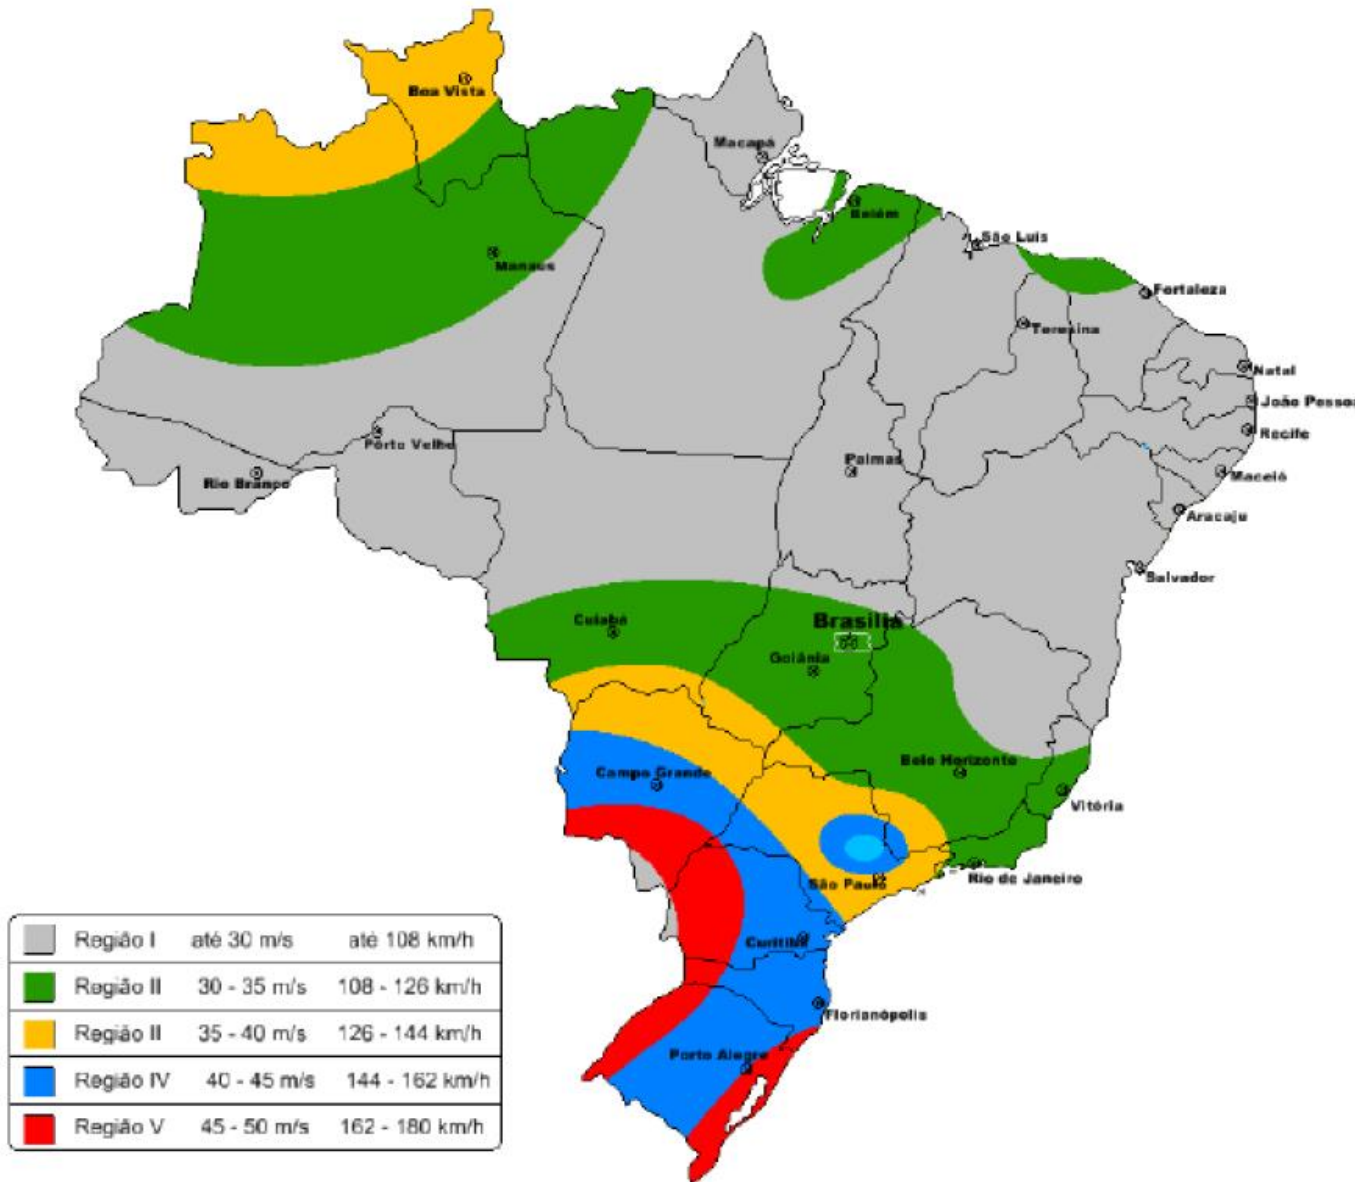 Boa Vista
Macapá
Belém
São Luis
Manaus
Fortaleza
Teresina
Natal
João Pessoa
Porto Velho
Recife
Palmas
Rio Branco
Maceió
Aracaju
Salvador
Cuiabá
Brasília
Goiânia
Belo Horizonte
Campo Grande
Vitória
São Paulo
Rio de Janeiro
Curitiba
Florianópolis
Porto Alegre
Região I até 30 m/s até 108 km/h
Região II 30 - 35 m/s 108 - 126 km/h
Região II 35 - 40 m/s 126 - 144 km/h
Região IV 40 - 45 m/s 144 - 162 km/h
Região V 45 - 50 m/s 162 - 180 km/h